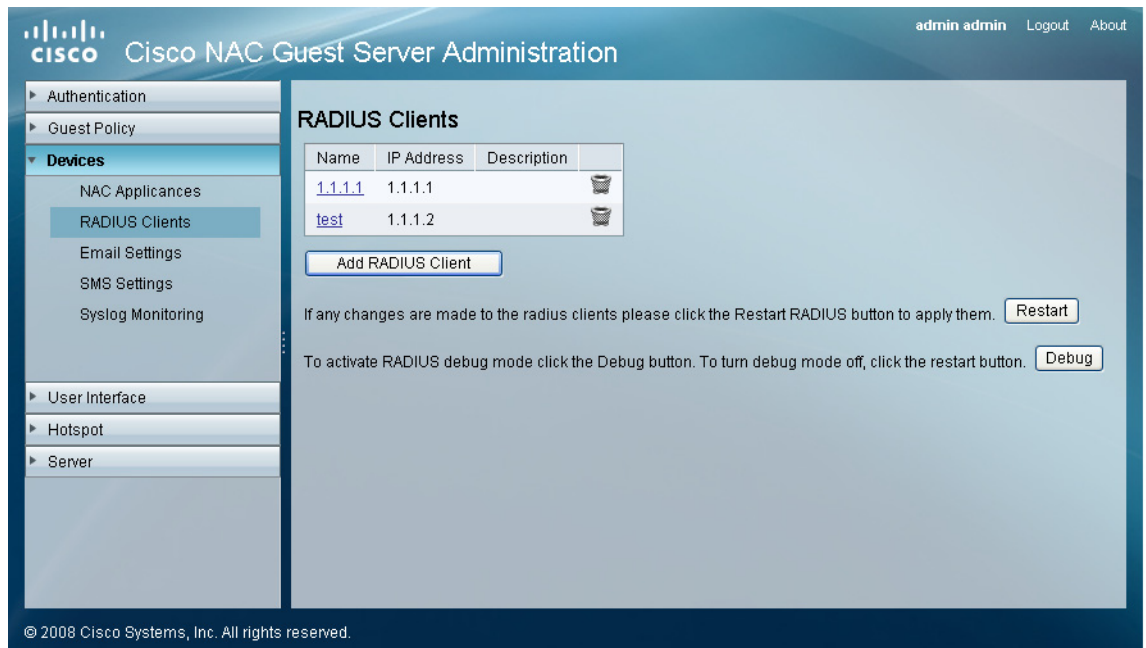 admin admin Logout About
CISCO Cisco NAC Guest Server Administration
Authentication
Guest Policy
Devices
NAC Applicances
RADIUS Clients
Email Settings
SMS Settings
Syslog Monitoring
User Interface
Hotspot
Server
RADIUS Clients
Name IP Address Description
1.1.1.1 1.1.1.1
test 1.1.1.2
Add RADIUS Client
If any changes are made to the radius clients please click the Restart RADIUS button to apply them. Restart
To activate RADIUS debug mode click the Debug button. To turn debug mode off, click the restart button. Debug
© 2008 Cisco Systems, Inc. All rights reserved.